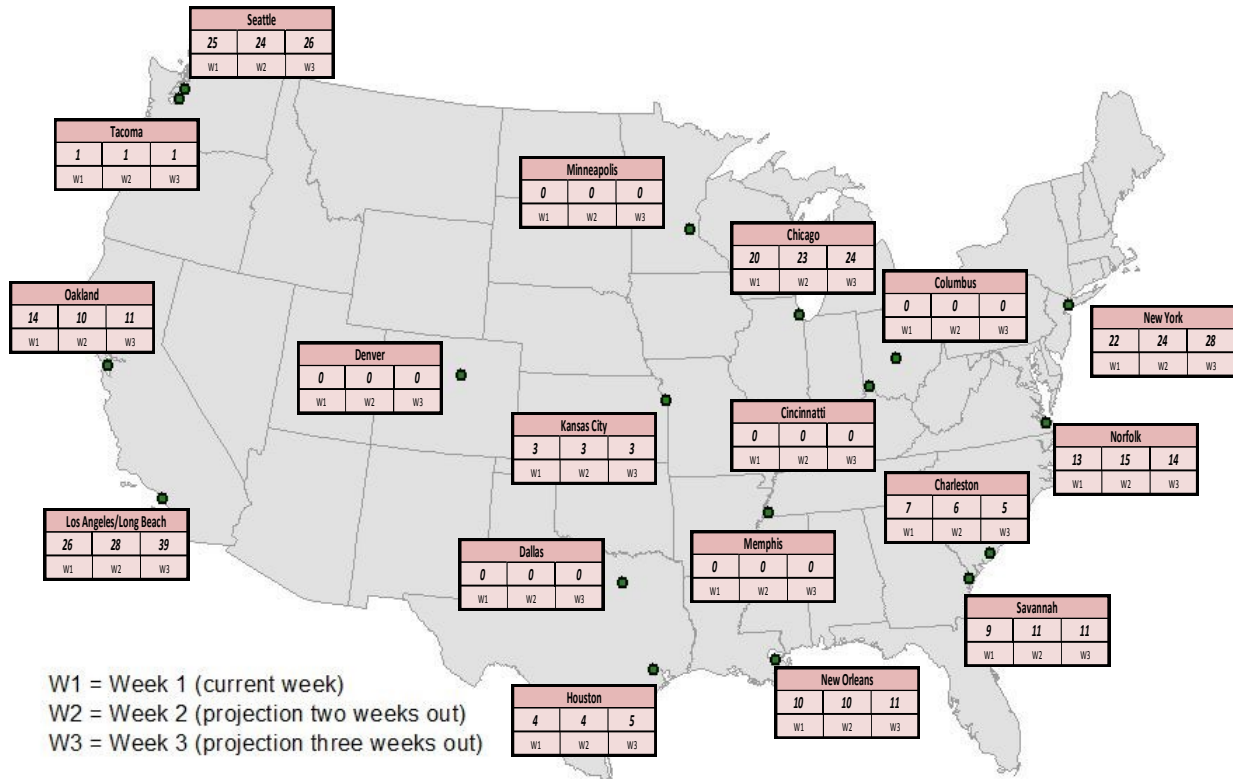 Seattle
25 24 26
W1 W2 W3
Tacoma
1 1 1
W1 W2 W3
Minneapolis
0 0 0
W1 W2 W3
Chicago
20 23 24
W1 W2 W3
Columbus
0 0 0
W1 W2 W3
Oakland
14 10 11
W1 W2 W3
New York
22 24 28
W1 W2 W3
Denver
0 0 0
W1 W2 W3
Kansas City
3 3 3
W1 W2 W3
Cincinnatti
0 0 0
W1 W2 W3
Norfolk
13 15 14
W1 W2 W3
Charleston
7 6 5
W1 W2 W3
Los Angeles/Long Beach
26 28 39
W1 W2 W3
Dallas
0 0 0
W1 W2 W3
Memphis
0 0 0
W1 W2 W3
Savannah
9 11 11
W1 W2 W3
New Orleans
10 10 11
W1 W2 W3
Houston
4 4 5
W1 W2 W3
W1 = Week 1 (current week)
W2 = Week 2 (projection two weeks out)
W3 = Week 3 (projection three weeks out)